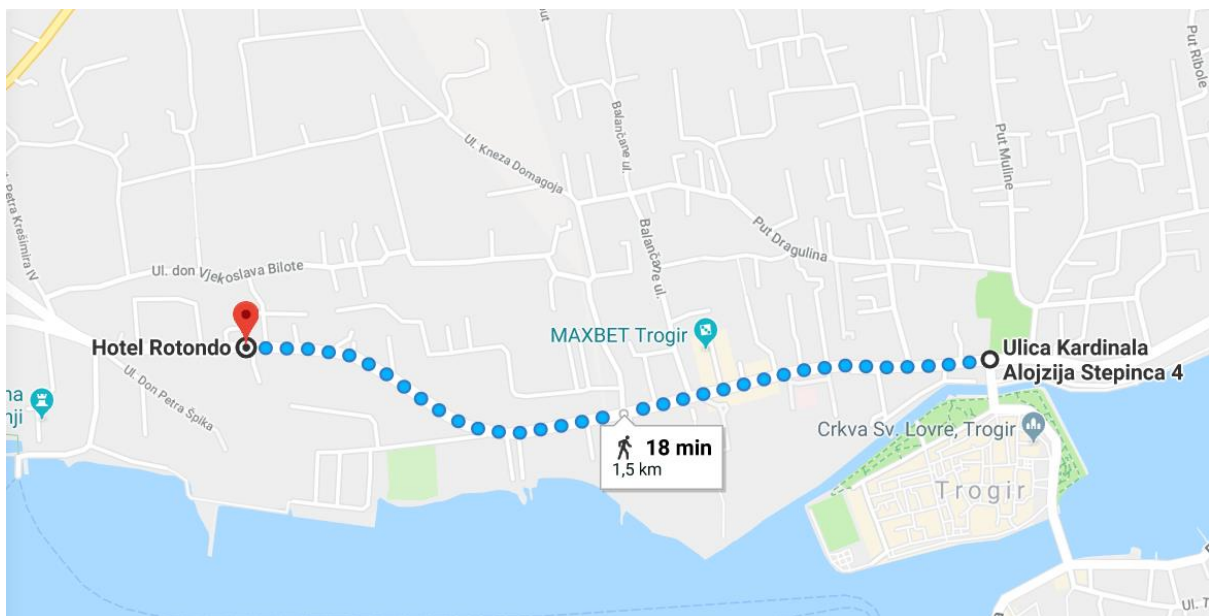 Put Ribole
Balančane ul.
Ul. Kneza Domagoja
Put Muline
Petra Krešimira IV
Put Dragulina
Balančane ul.
Ul. don Vjekoslava Bilote
MAXBET Trogir
Hotel Rotondo
Ulica Kardinala
Alojzija Stepinca 4
Ul. Don Petra Špika
na
nji
Crkva Sv. Lovre, Trogir
18 min
1,5 km
Trogir
Ul.